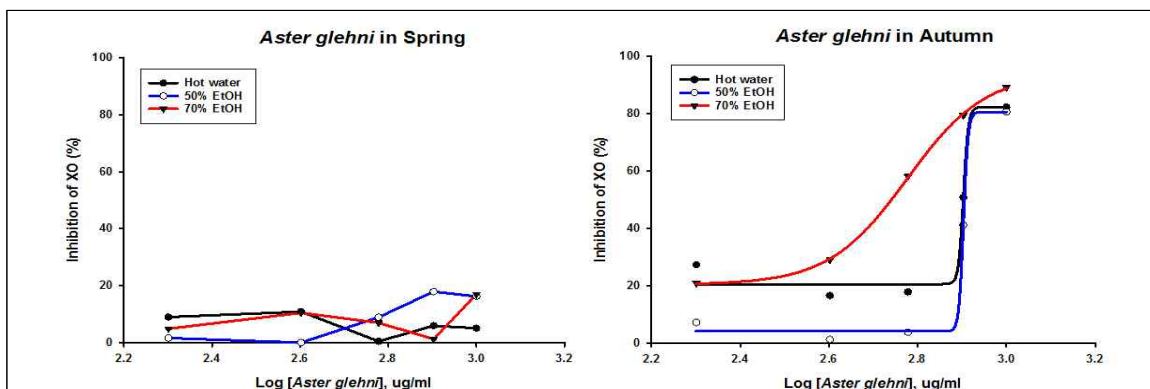 Aster glehni in Spring
100
80
60
40
20
0
Inhibition of XO (%)
Hot water
50% EtOH
70% EtOH
2.2
2.4
2.6
2.8
3.0
3.2
Log [Aster glehni], ug/ml
Aster glehni in Autumn
100
80
60
40
20
0
Inhibition of XO (%)
Hot water
50% EtOH
70% EtOH
2.2
2.4
2.6
2.8
3.0
3.2
Log [Aster glehni], ug/ml